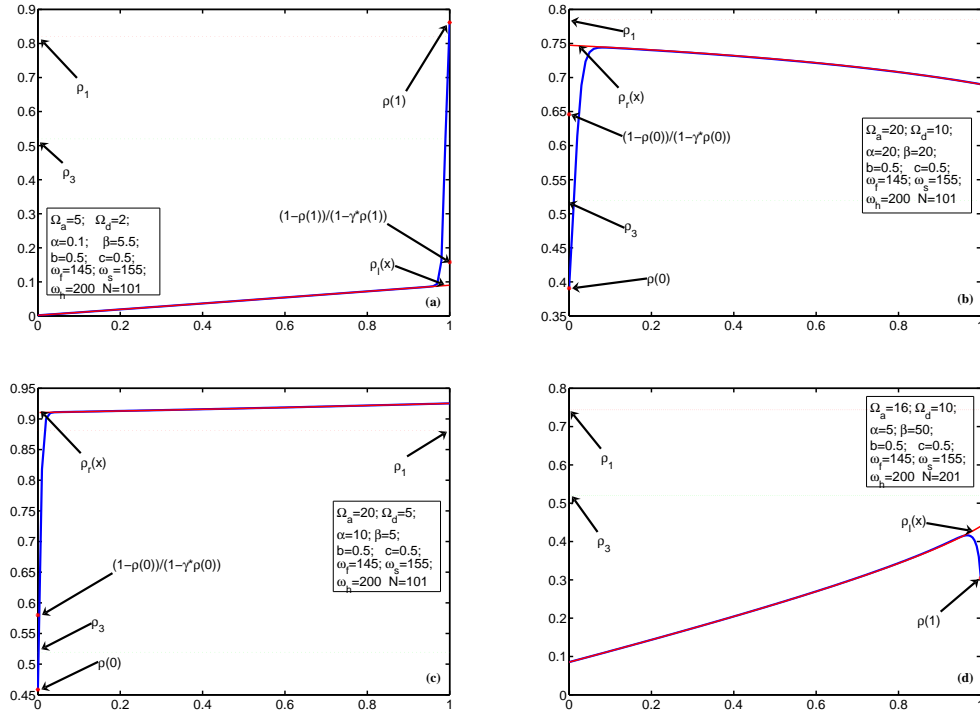 0.9
0.8
0.7
0.6
0.5
0.4
0.3
0.2
0.1
0
0 0.2 0.4 0.6 0.8 1
ρ1
ρ3
ρ(1)
(1−ρ(1))/(1−γ*ρ(1))
ρl(x)
Ωa=5; Ωd=2;
α=0.1; β=5.5;
b=0.5; c=0.5;
ωf=145; ωs=155;
ωh=200 N=101
(a)
0.8
0.75
0.7
0.65
0.6
0.55
0.5
0.45
0.4
0.35
0 0.2 0.4 0.6 0.8 1
ρ1
ρr(x)
(1−ρ(0))/(1−γ*ρ(0))
ρ3
ρ(0)
Ωa=20; Ωd=10;
α=20; β=20;
b=0.5; c=0.5;
ωf=145; ωs=155;
ωh=200 N=101
(b)
0.95
0.9
0.85
0.8
0.75
0.7
0.65
0.6
0.55
0.5
0.45
0 0.2 0.4 0.6 0.8 1
ρr(x)
ρ1
(1−ρ(0))/(1−γ*ρ(0))
ρ3
ρ(0)
Ωa=20; Ωd=5;
α=10; β=5;
b=0.5; c=0.5;
ωf=145; ωs=155;
ωh=200 N=101
(c)
0.8
0.7
0.6
0.5
0.4
0.3
0.2
0.1
0
0 0.2 0.4 0.6 0.8 1
ρ1
ρ3
ρl(x)
ρ(1)
Ωa=16; Ωd=10;
α=5; β=50;
b=0.5; c=0.5;
ωf=145; ωs=155;
ωh=200 N=201
(d)